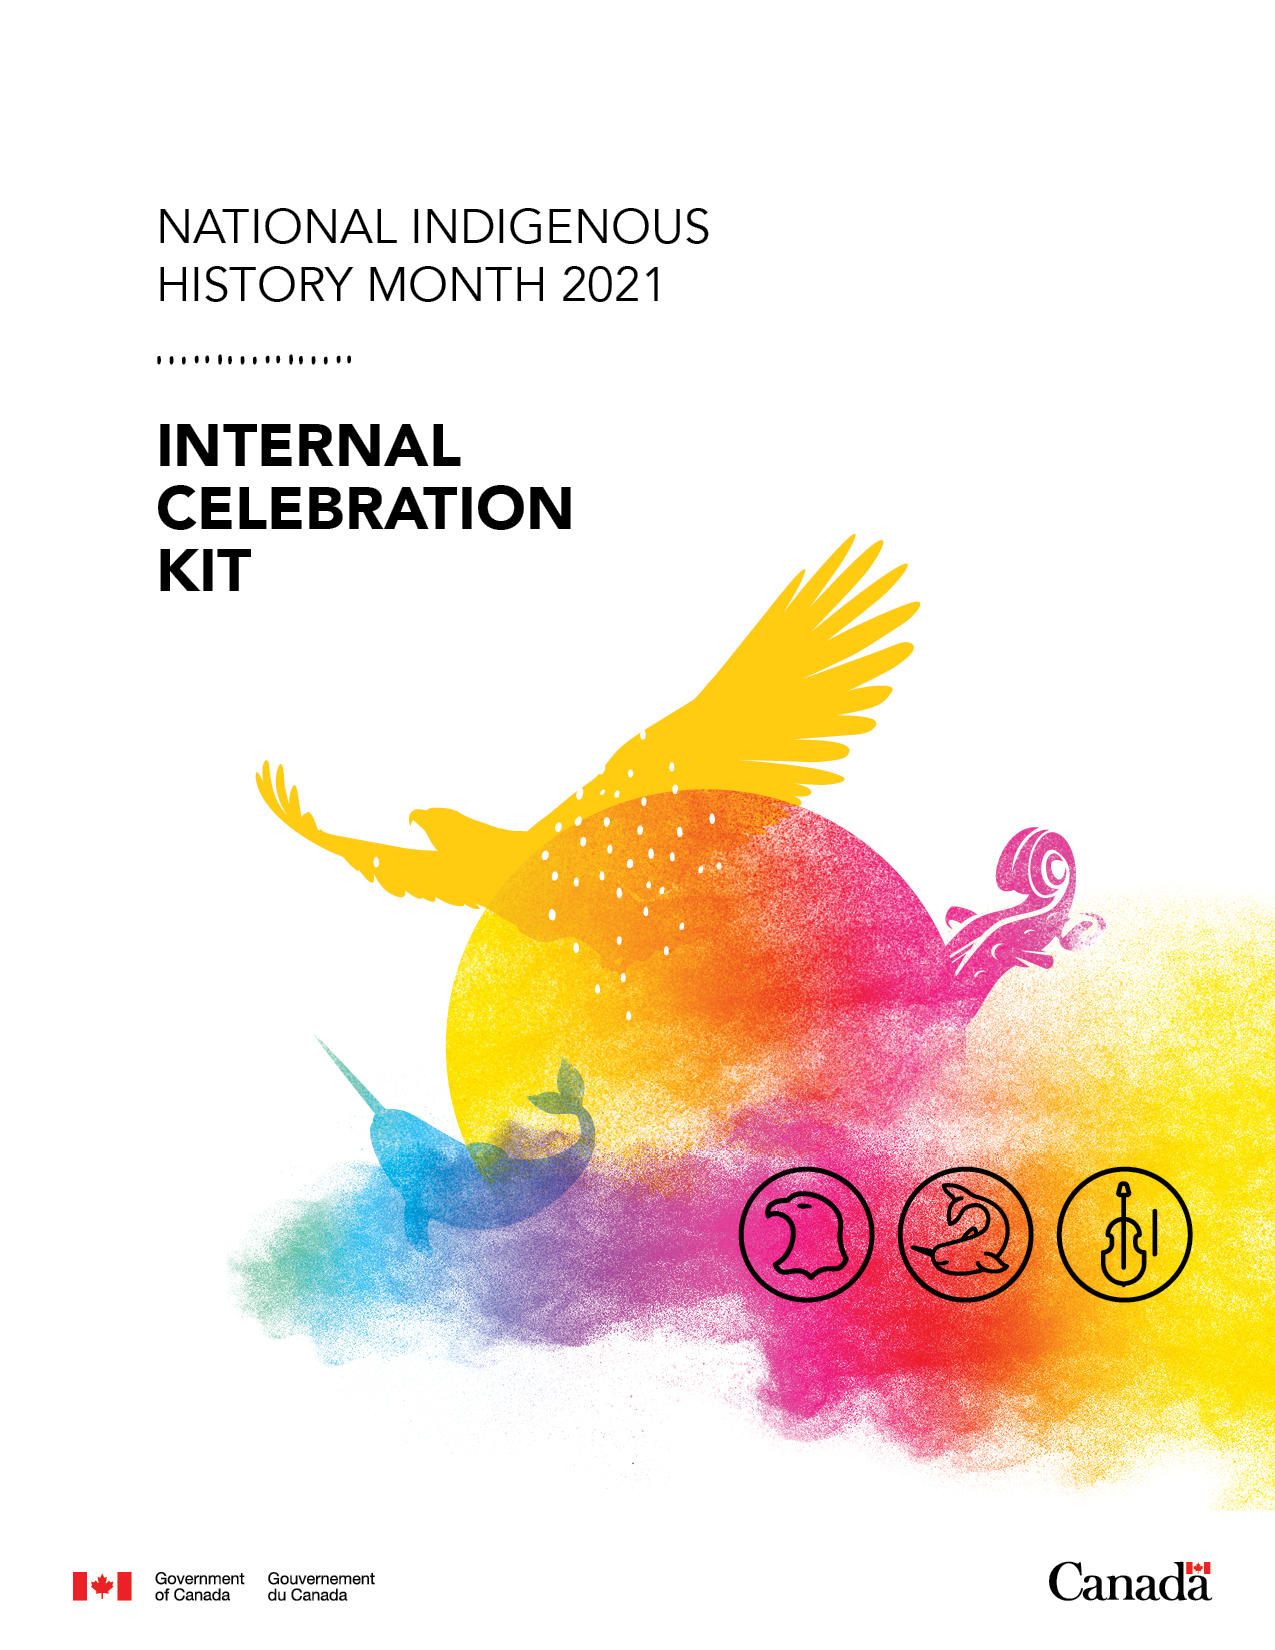 NATIONAL INDIGENOUS
HISTORY MONTH 2021
INTERNAL
CELEBRATION
KIT
Government
of Canada
Gouvernement
du Canada
Canada